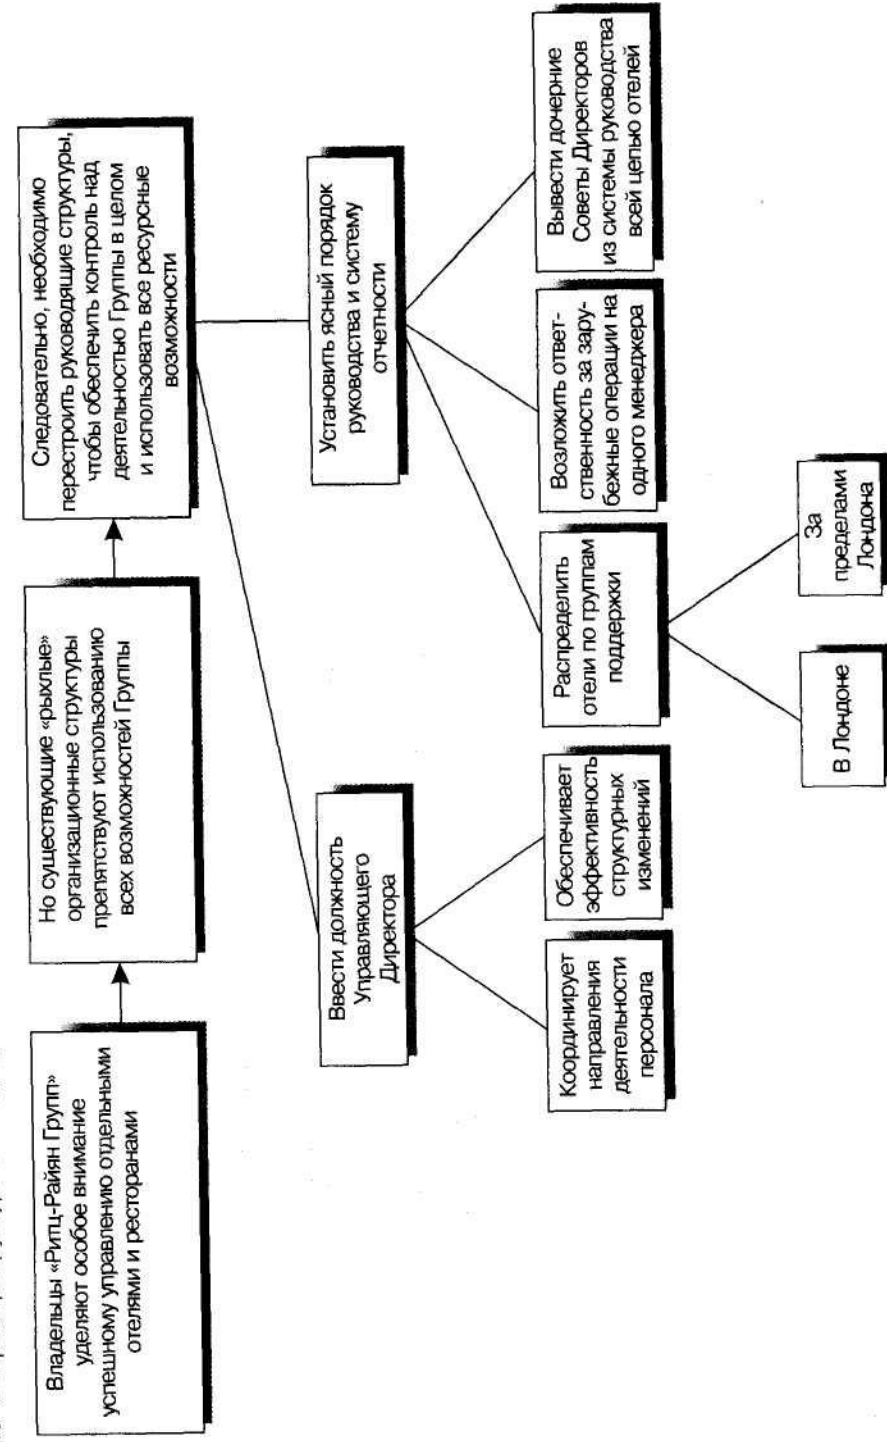 Владельцы «Ритц-Райян Групп»
уделяют особое внимание
успешному управлению отдельными
отелями и ресторанами
Но существующие «рыхлые»
организационные структуры
препятствуют использованию
всех возможностей Группы
Следовательно, необходимо
перестроить руководящие структуры,
чтобы обеспечить контроль над
деятельностью Группы в целом
и использовать все ресурсные
возможности
Ввести должность
Управляющего
Директора
Установить ясный порядок
руководства и систему
отчетности
Координирует
направления
деятельности
персонала
Обеспечивает
эффективность
структурных
изменений
Распределить
отели по группам
поддержки
Возложить ответ-
ственность за зару-
бежные операции на
одного менеджера
Вывести дочерние
Советы Директоров
из системы руководства
всей цепью отелей
В Лондоне
За
пределами
Лондона